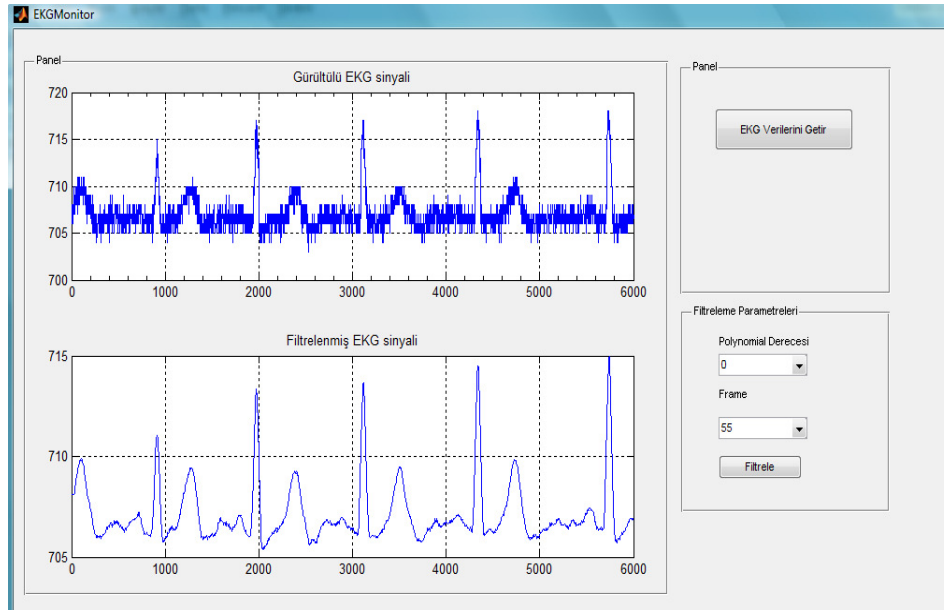 EKGMonitor
Panel
Gürültülü EKG sinyali
720
715
710
705
700
0 1000 2000 3000 4000 5000 6000
Filtrelenmiş EKG sinyali
715
710
705
0 1000 2000 3000 4000 5000 6000
Panel
EKG Verilerini Getir
Filtreleme Parametreleri
Polynomial Derecesi
0
Frame
55
Filtrele